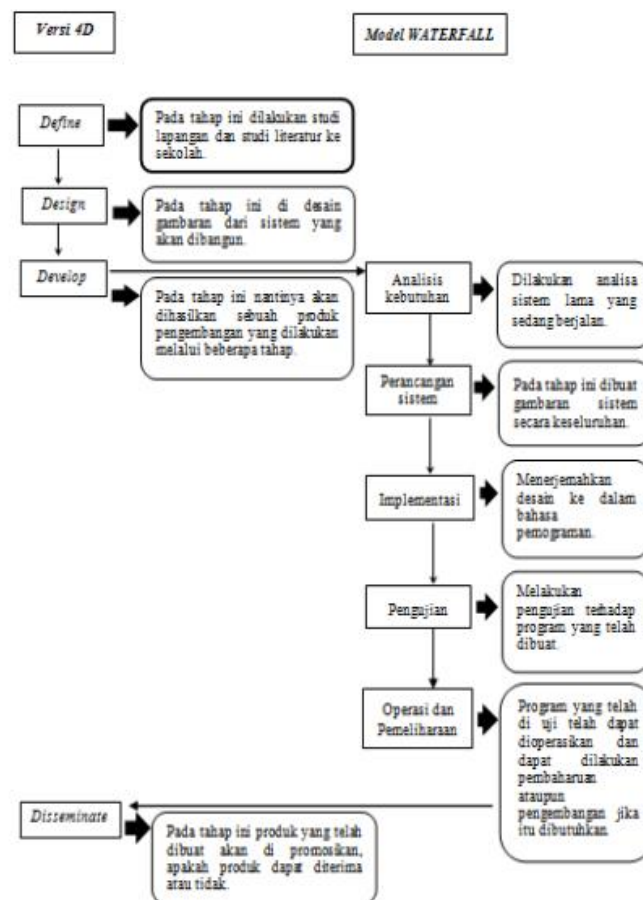 Versi 4D
Model WATERFALL
Define
Pada tahap ini dilakukan studi
lapangan dan studi literatur ke
sekolah.
Design
Pada tahap ini di desain
gambaran dari sistem yang
akan dibangun.
Develop
Pada tahap ini nantinya akan
dihasilkan sebuah produk
pengembangan yang dilakukan
melalui beberapa tahap.
Analisis
kebutuhan
Dilakukan analisa
sistem lama yang
sedang berjalan.
Perancangan
sistem
Pada tahap ini dibuat
gambaran sistem
secara keseluruhan.
Implementasi
Menerjemahkan
desain ke dalam
bahasa
pemograman.
Pengujian
Melakukan
pengujian terhadap
program yang telah
dibuat.
Operasi dan
Pemeliharaan
Program yang telah
di uji telah dapat
dioperasikan dan
dapat dilakukan
pembaharuan
ataupun
pengembangan jika
itu dibutuhkan.
Disseminate
Pada tahap ini produk yang telah
dibuat akan di promosikan,
apakah produk dapat diterima
atau tidak.